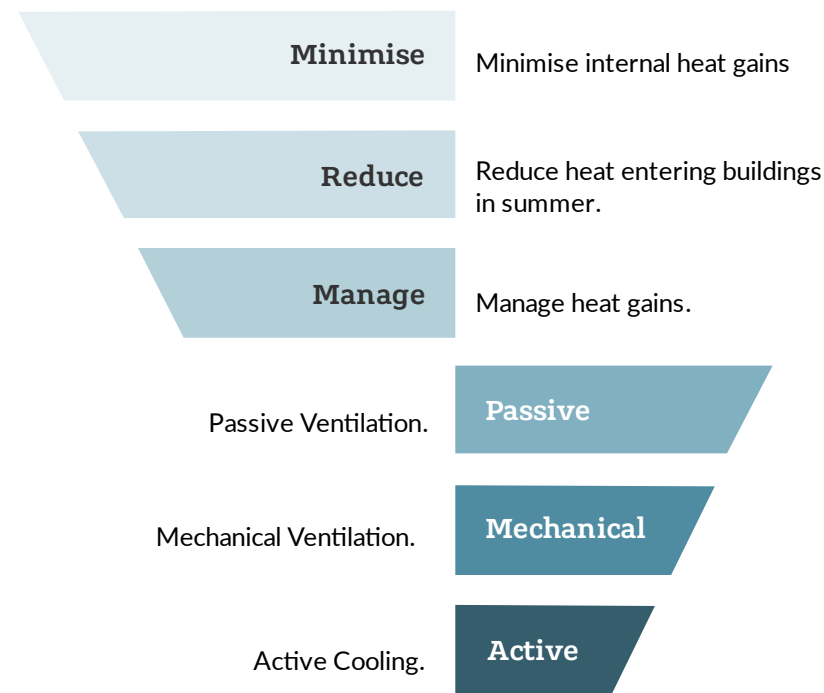 Minimise
Minimise internal heat gains
Reduce
Reduce heat entering buildings
in summer.
Manage
Manage heat gains.
Passive Ventilation.
Passive
Mechanical Ventilation.
Mechanical
Active Cooling.
Active